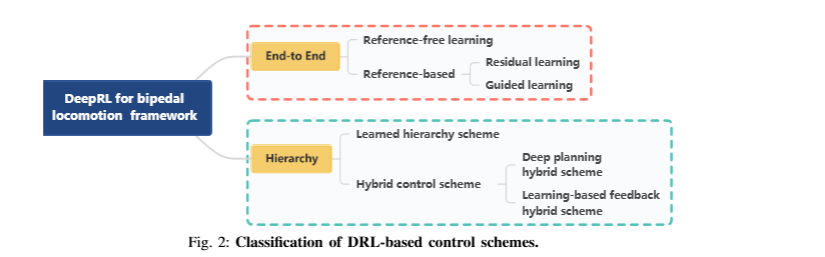 DeepRL for bipedal
locomotion framework
End-to End
Reference-free learning
Reference-based
Residual learning
Guided learning
Hierarchy
Learned hierarchy scheme
Hybrid control scheme
Deep planning
hybrid scheme
Learning-based feedback
hybrid scheme
Fig. 2: Classification of DRL-based control schemes.